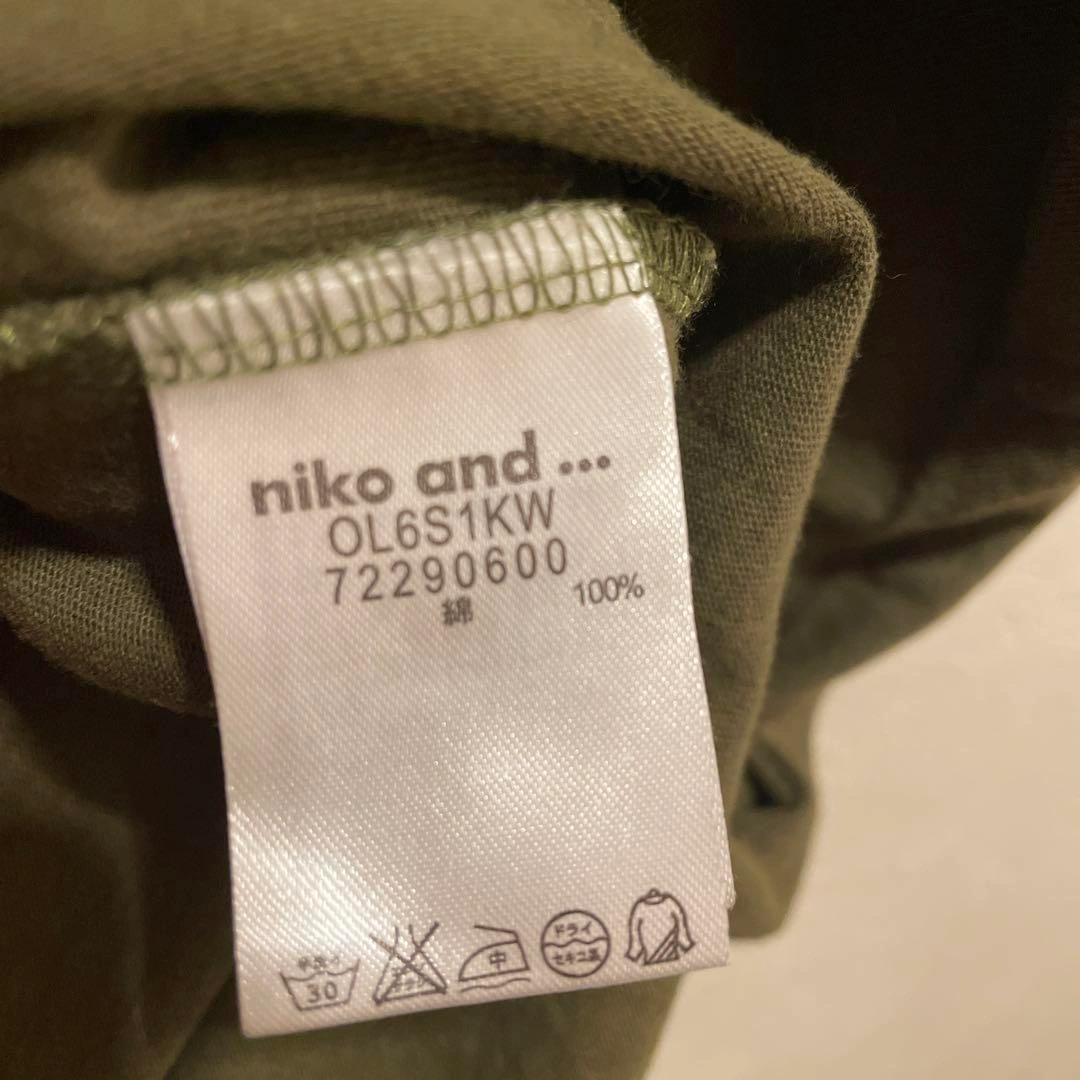 niko and ...
OL6S1KW
72290600
綿 100%
手洗イ
30
中
ドライ
セキユ系